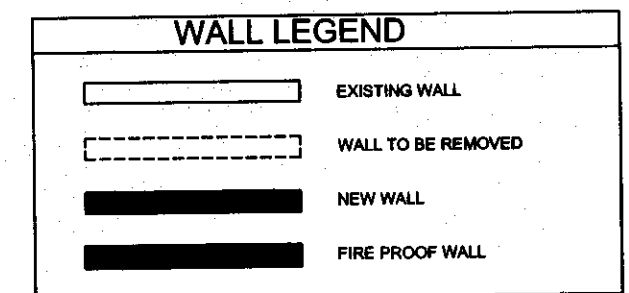 WALL LEGEND
EXISTING WALL
WALL TO BE REMOVED
NEW WALL
FIRE PROOF WALL